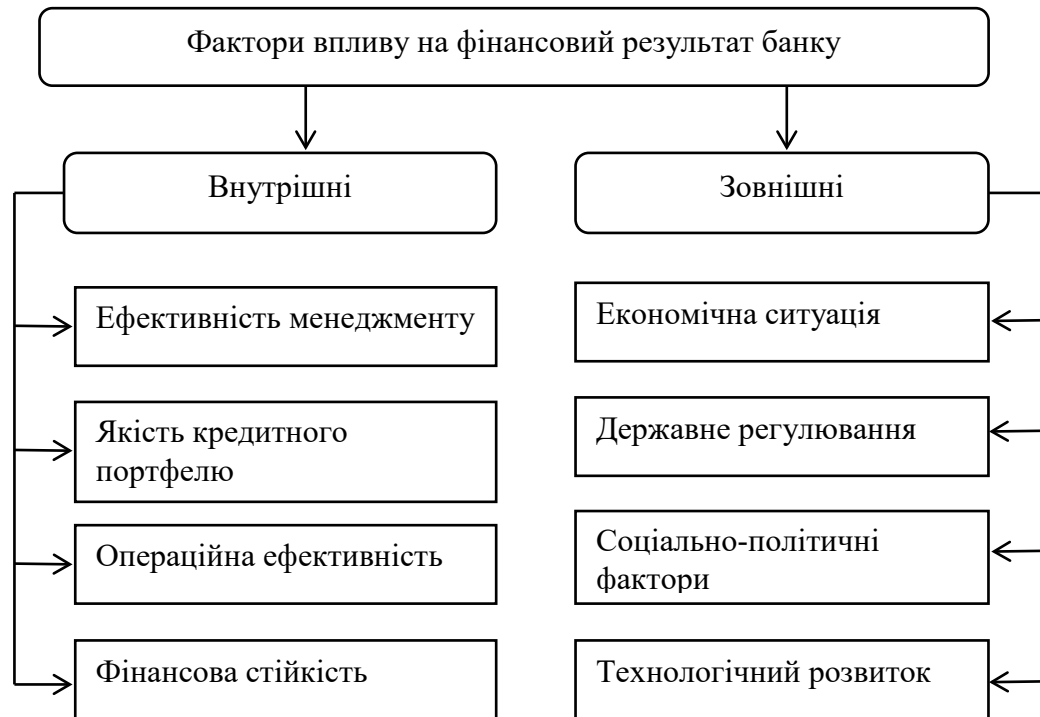 Фактори впливу на фінансовий результат банку
Внутрішні
Зовнішні
Ефективність менеджменту
Якість кредитного
портфелю
Операційна ефективність
Фінансова стійкість
Економічна ситуація
Державне регулювання
Соціально-політичні
фактори
Технологічний розвиток